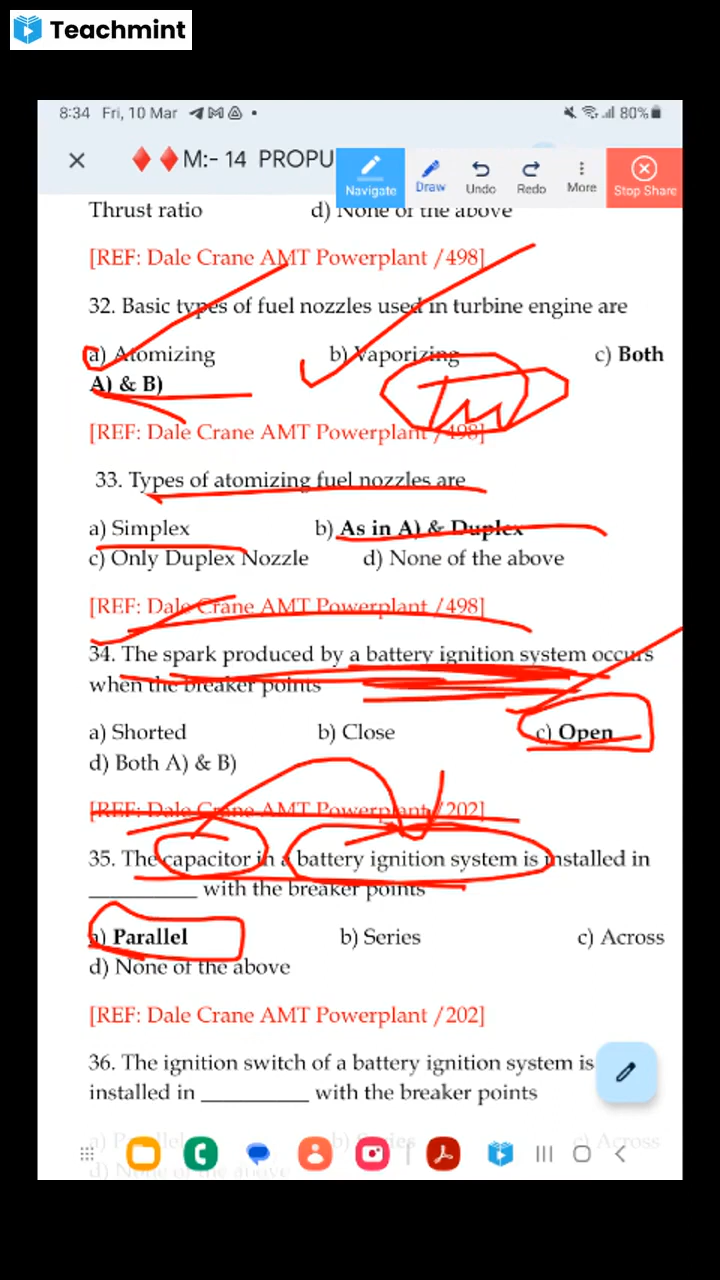 Teachmint
8:34 Fri, 10 Mar
80%
M:- 14 PROPU
Navigate Draw Undo Redo More Stop Share
Thrust ratio d) None of the above
[REF: Dale Crane AMT Powerplant /498]
32. Basic types of fuel nozzles used in turbine engine are
a) Atomizing b) Vaporizing c) Both
A) & B)
[REF: Dale Crane AMT Powerplant /498]
33. Types of atomizing fuel nozzles are
a) Simplex b) As in A) & Duplex
c) Only Duplex Nozzle d) None of the above
[REF: Dale Crane AMT Powerplant /498]
34. The spark produced by a battery ignition system occurs
when the breaker points
a) Shorted b) Close c) Open
d) Both A) & B)
[REF: Dale Crane AMT Powerplant /202]
35. The capacitor in a battery ignition system is installed in
__________ with the breaker points
a) Parallel b) Series c) Across
d) None of the above
[REF: Dale Crane AMT Powerplant /202]
36. The ignition switch of a battery ignition system is
installed in __________ with the breaker points
a) Parallel b) Series c) Across
d) None of the above